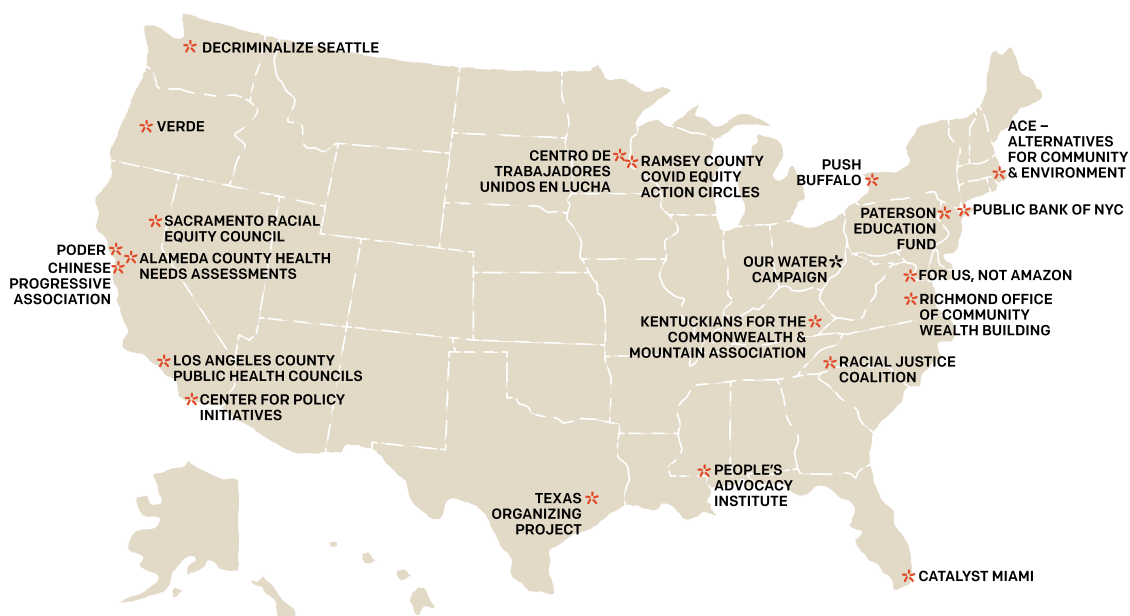 DECRIMINALIZE SEATTLE
VERDE
CENTRO DE
TRABAJADORES
UNIDOS EN LUCHA
RAMSEY COUNTY
COVID EQUITY
ACTION CIRCLES
PUSH
BUFFALO
ACE –
ALTERNATIVES
FOR COMMUNITY
& ENVIRONMENT
PATERSON
EDUCATION
FUND
PUBLIC BANK OF NYC
SACRAMENTO RACIAL
EQUITY COUNCIL
PODER
ALAMEDA COUNTY HEALTH
NEEDS ASSESSMENTS
CHINESE
PROGRESSIVE
ASSOCIATION
OUR WATER
CAMPAIGN
FOR US, NOT AMAZON
RICHMOND OFFICE
OF COMMUNITY
WEALTH BUILDING
KENTUCKIANS FOR THE
COMMONWEALTH &
MOUNTAIN ASSOCIATION
LOS ANGELES COUNTY
PUBLIC HEALTH COUNCILS
RACIAL JUSTICE
COALITION
CENTER FOR POLICY
INITIATIVES
PEOPLE'S
ADVOCACY
INSTITUTE
TEXAS
ORGANIZING
PROJECT
CATALYST MIAMI